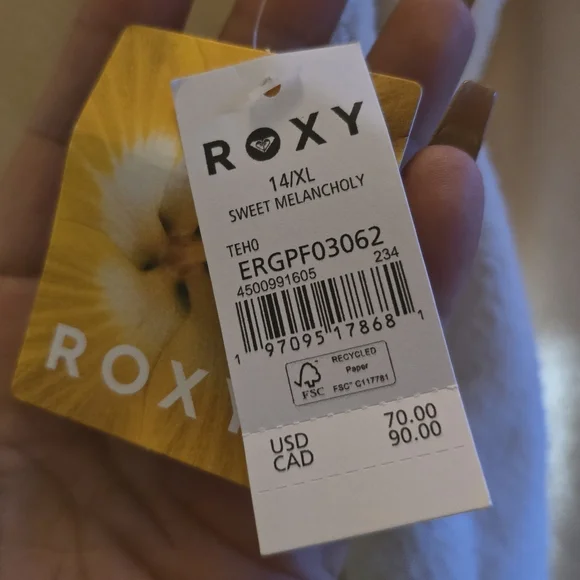 ROXY
14/XL
SWEET MELANCHOLY
TEH0
ERGPF03062
4500991605 234
1 97095 17868 1
FSC
RECYCLED
Paper
FSC® C117781
USD 70.00
CAD 90.00
ROXY